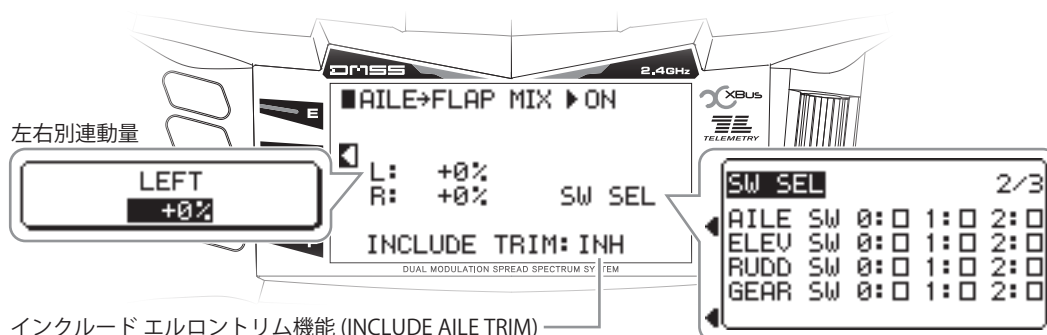 DMSS
2.4GHz
■AILE→FLAP MIX ▶ON
XBUS
E
TELEMETRY
左右別連動量
LEFT
+0%
L: +0%
R: +0% SW SEL
INCLUDE TRIM: INH
DUAL MODULATION SPREAD SPECTRUM SY TEM
SW SEL 2/3
AILE SW 0:□ 1:□ 2:□
ELEV SW 0:□ 1:□ 2:□
RUDD SW 0:□ 1:□ 2:□
GEAR SW 0:□ 1:□ 2:□
インクルード エルロントリム機能 (INCLUDE AILE TRIM)